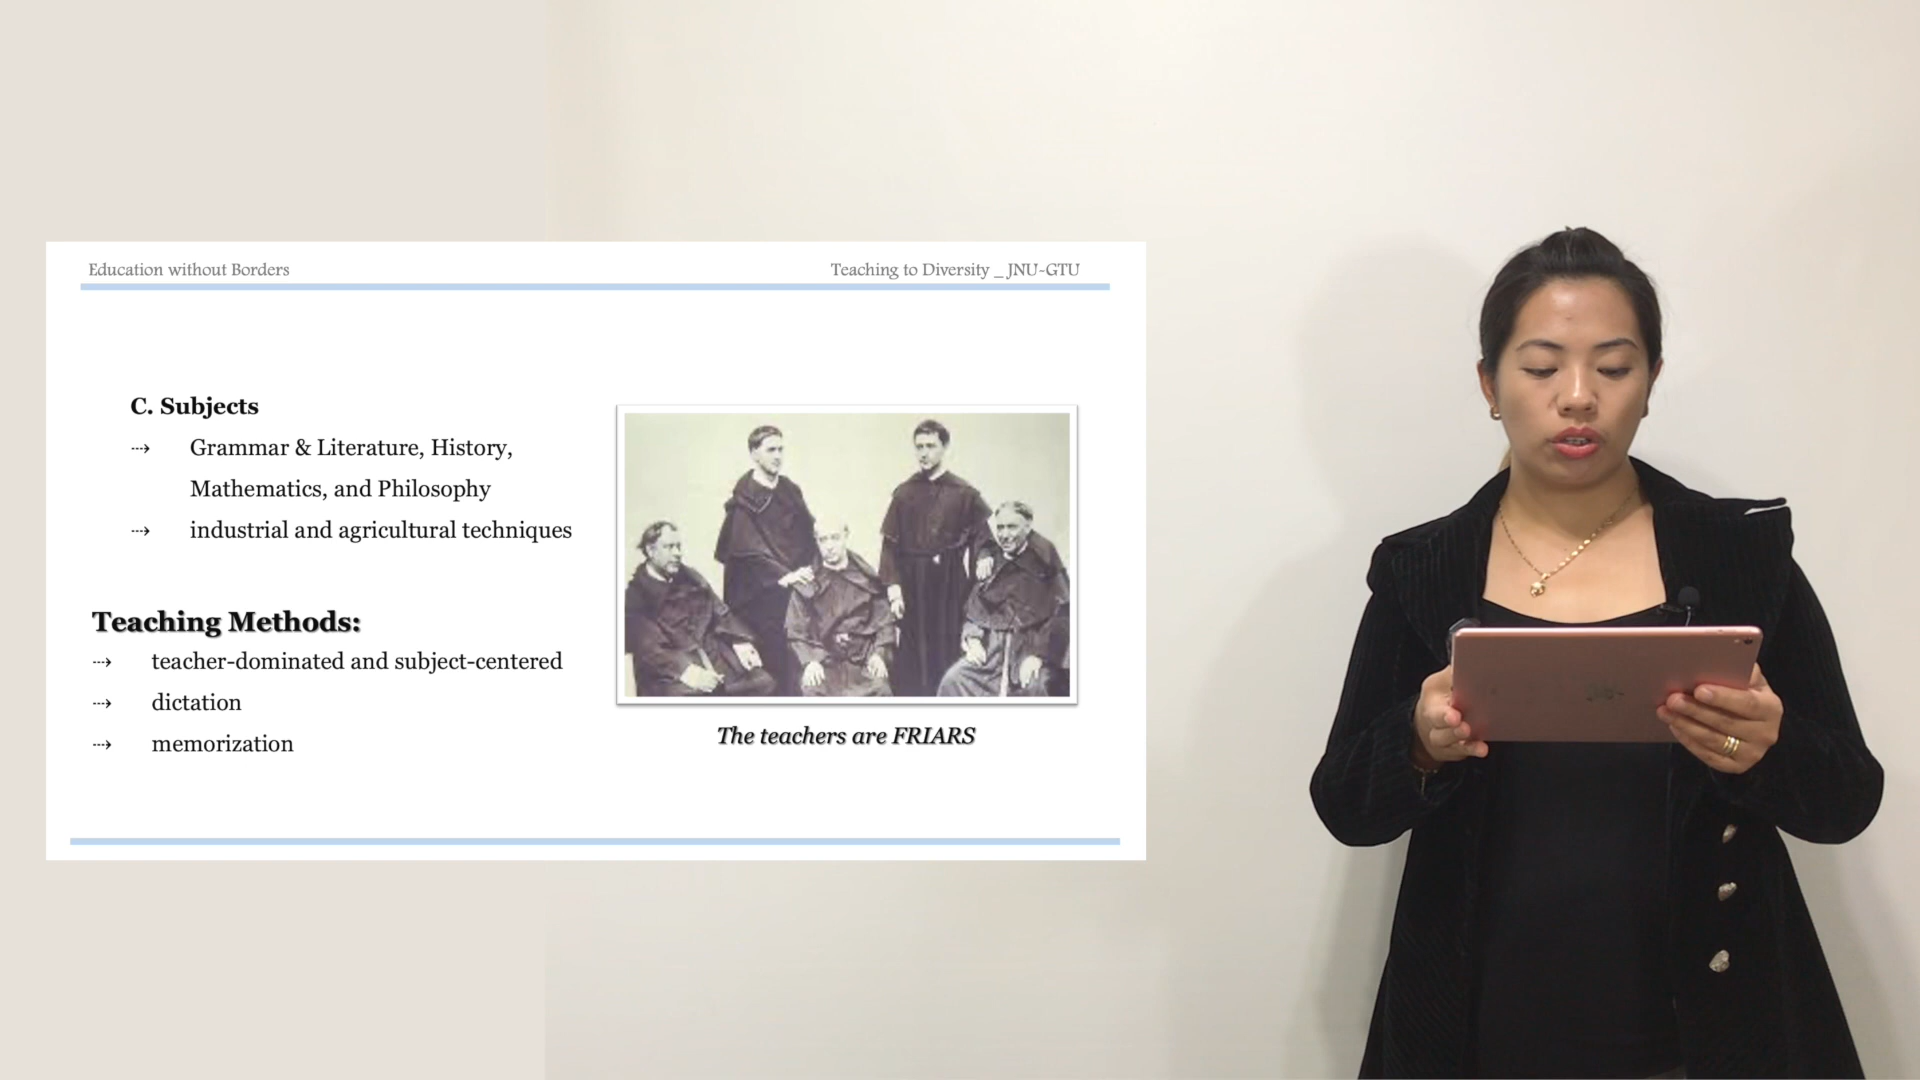 Education without Borders
Teaching to Diversity _ JNU-GTU
C. Subjects
⇢ Grammar & Literature, History,
Mathematics, and Philosophy
⇢ industrial and agricultural techniques
Teaching Methods:
⇢ teacher-dominated and subject-centered
⇢ dictation
⇢ memorization
The teachers are FRIARS